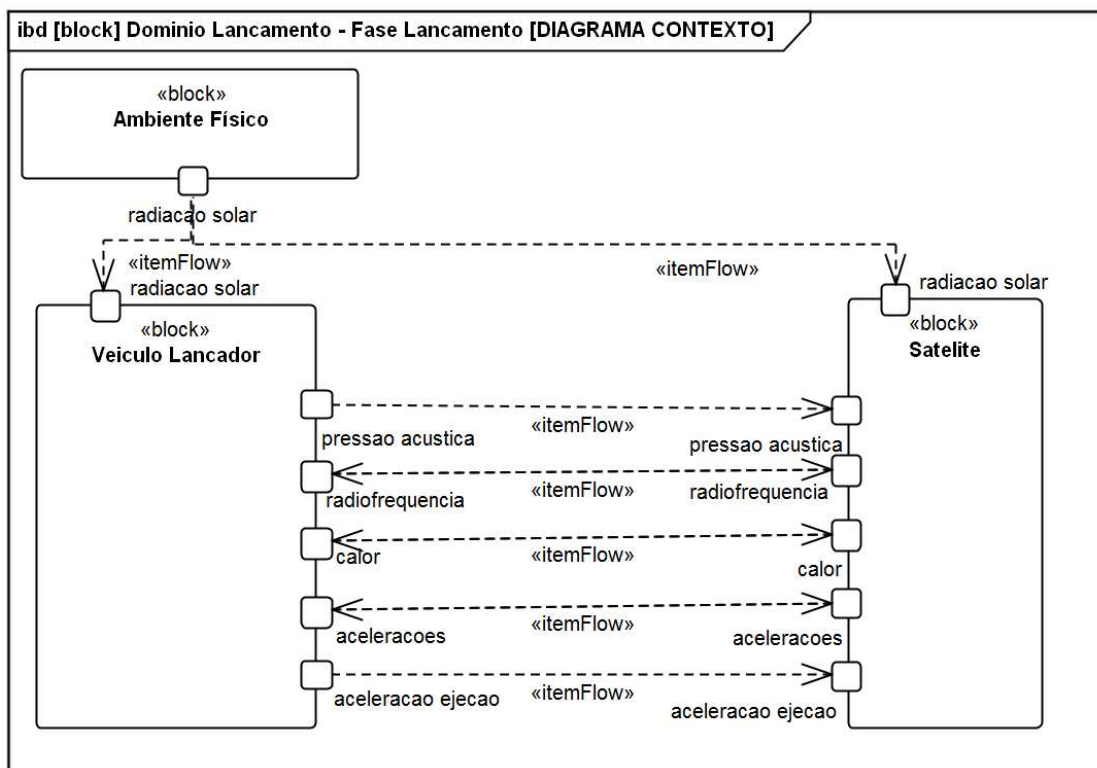 ibd [block] Dominio Lancamento - Fase Lancamento [DIAGRAMA CONTEXTO]
«block»
Ambiente Físico
radiacao solar
«itemFlow»
«itemFlow»
radiacao solar
radiacao solar
«block»
Veiculo Lancador
«block»
Satelite
pressao acustica
«itemFlow»
pressao acustica
radiofrequencia
«itemFlow»
radiofrequência
calor
«itemFlow»
calor
aceleracoes
«itemFlow»
aceleracoes
aceleracao ejecao
«itemFlow»
aceleracao ejecao